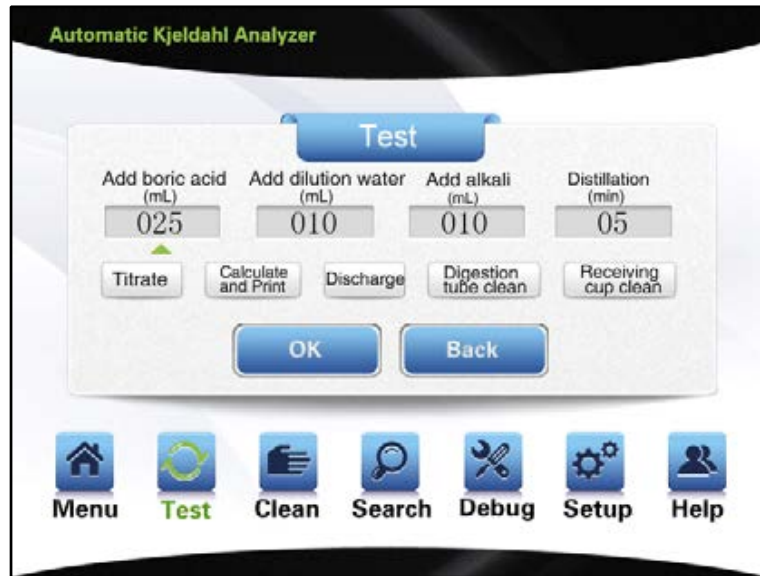 Automatic Kjeldahl Analyzer
Test
Add boric acid Add dilution water Add alkali Distillation
(mL) (mL) (mL) (min)
025 010 010 05
Titrate Calculate and Print Discharge Digestion tube clean Receiving cup clean
OK Back
Menu Test Clean Search Debug Setup Help